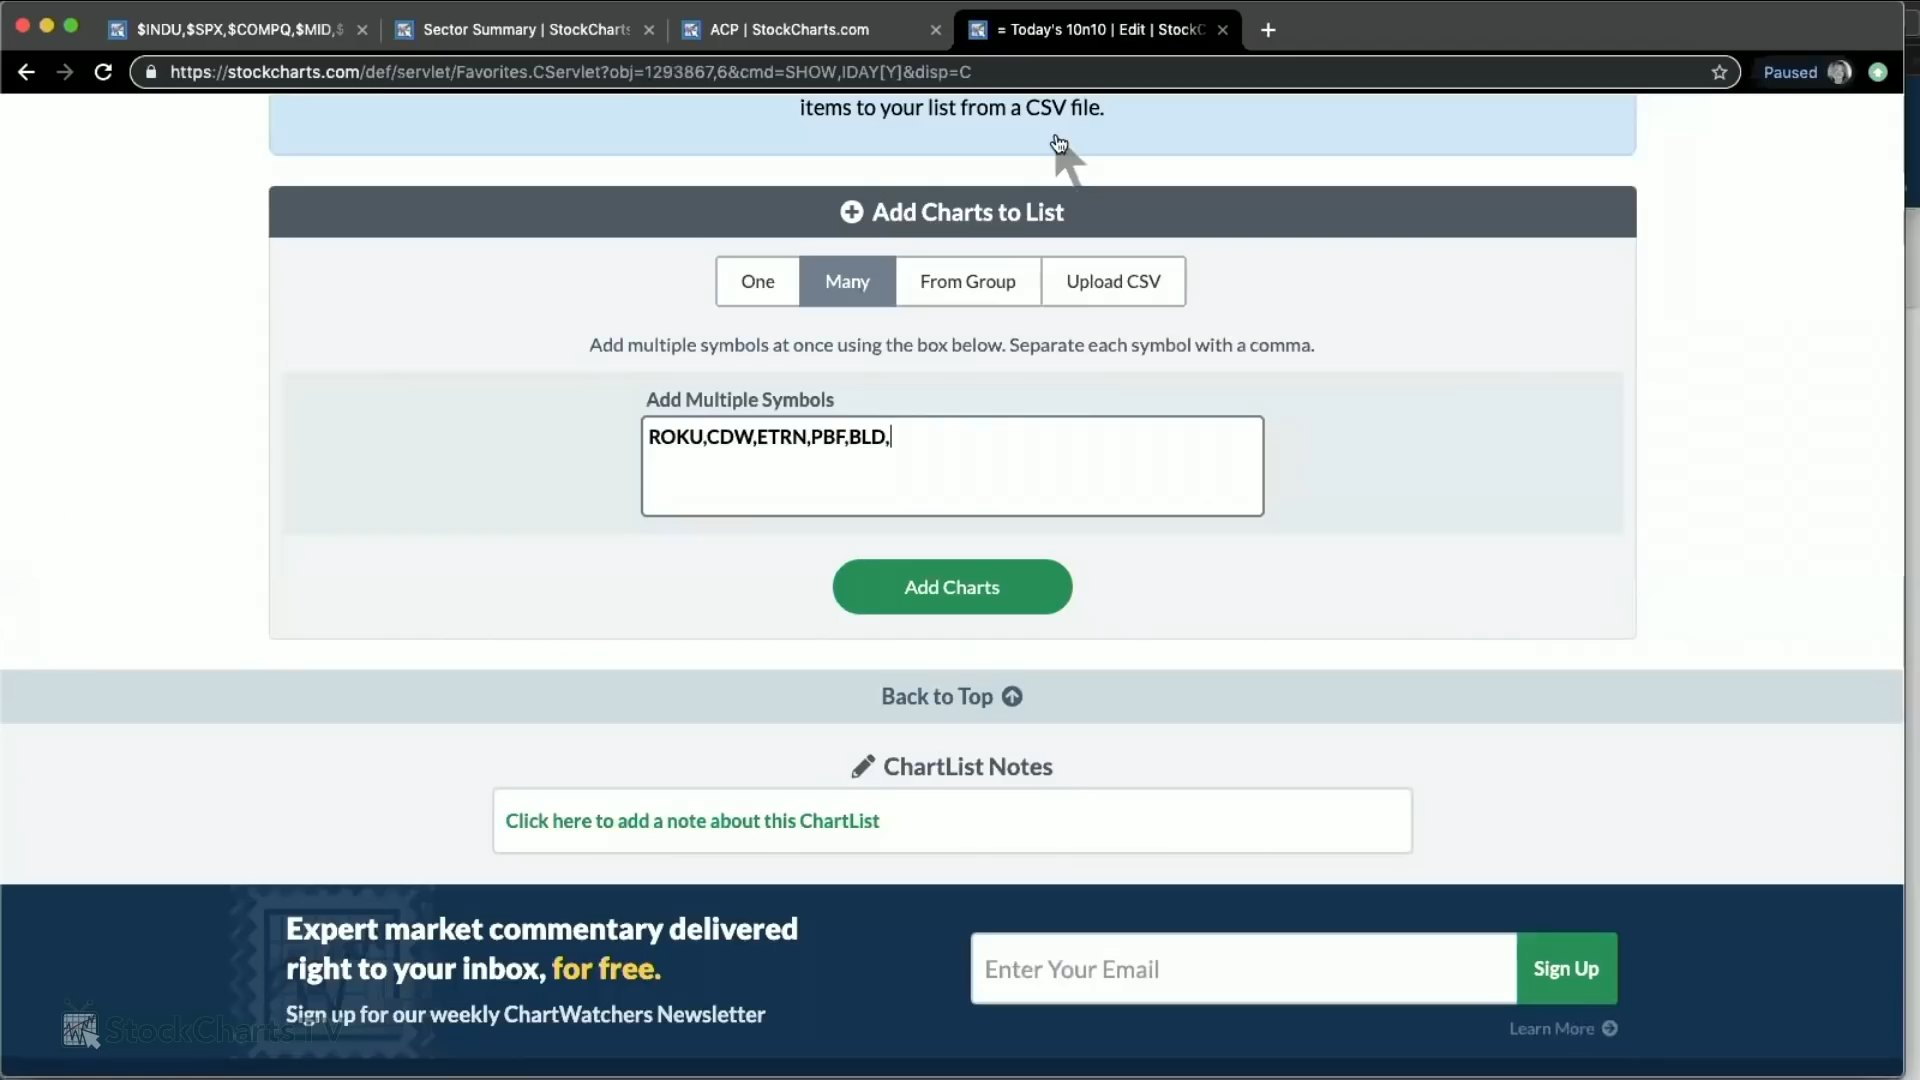 $INDU,$SPX,$COMPQ,$MID,$
Sector Summary | StockCharts
ACP | StockCharts.com
= Today's 10n10 | Edit | StockC
https://stockcharts.com/def/servlet/Favorites.CServlet?obj=1293867,6&cmd=SHOW,IDAY[Y]&disp=C
Paused
items to your list from a CSV file.
Add Charts to List
One
Many
From Group
Upload CSV
Add multiple symbols at once using the box below. Separate each symbol with a comma.
Add Multiple Symbols
ROKU,CDW,ETRN,PBF,BLD,
Add Charts
Back to Top
ChartList Notes
Click here to add a note about this ChartList
Expert market commentary delivered
right to your inbox, for free.
Sign up for our weekly ChartWatchers Newsletter
Enter Your Email
Sign Up
Learn More
StockCharts TV